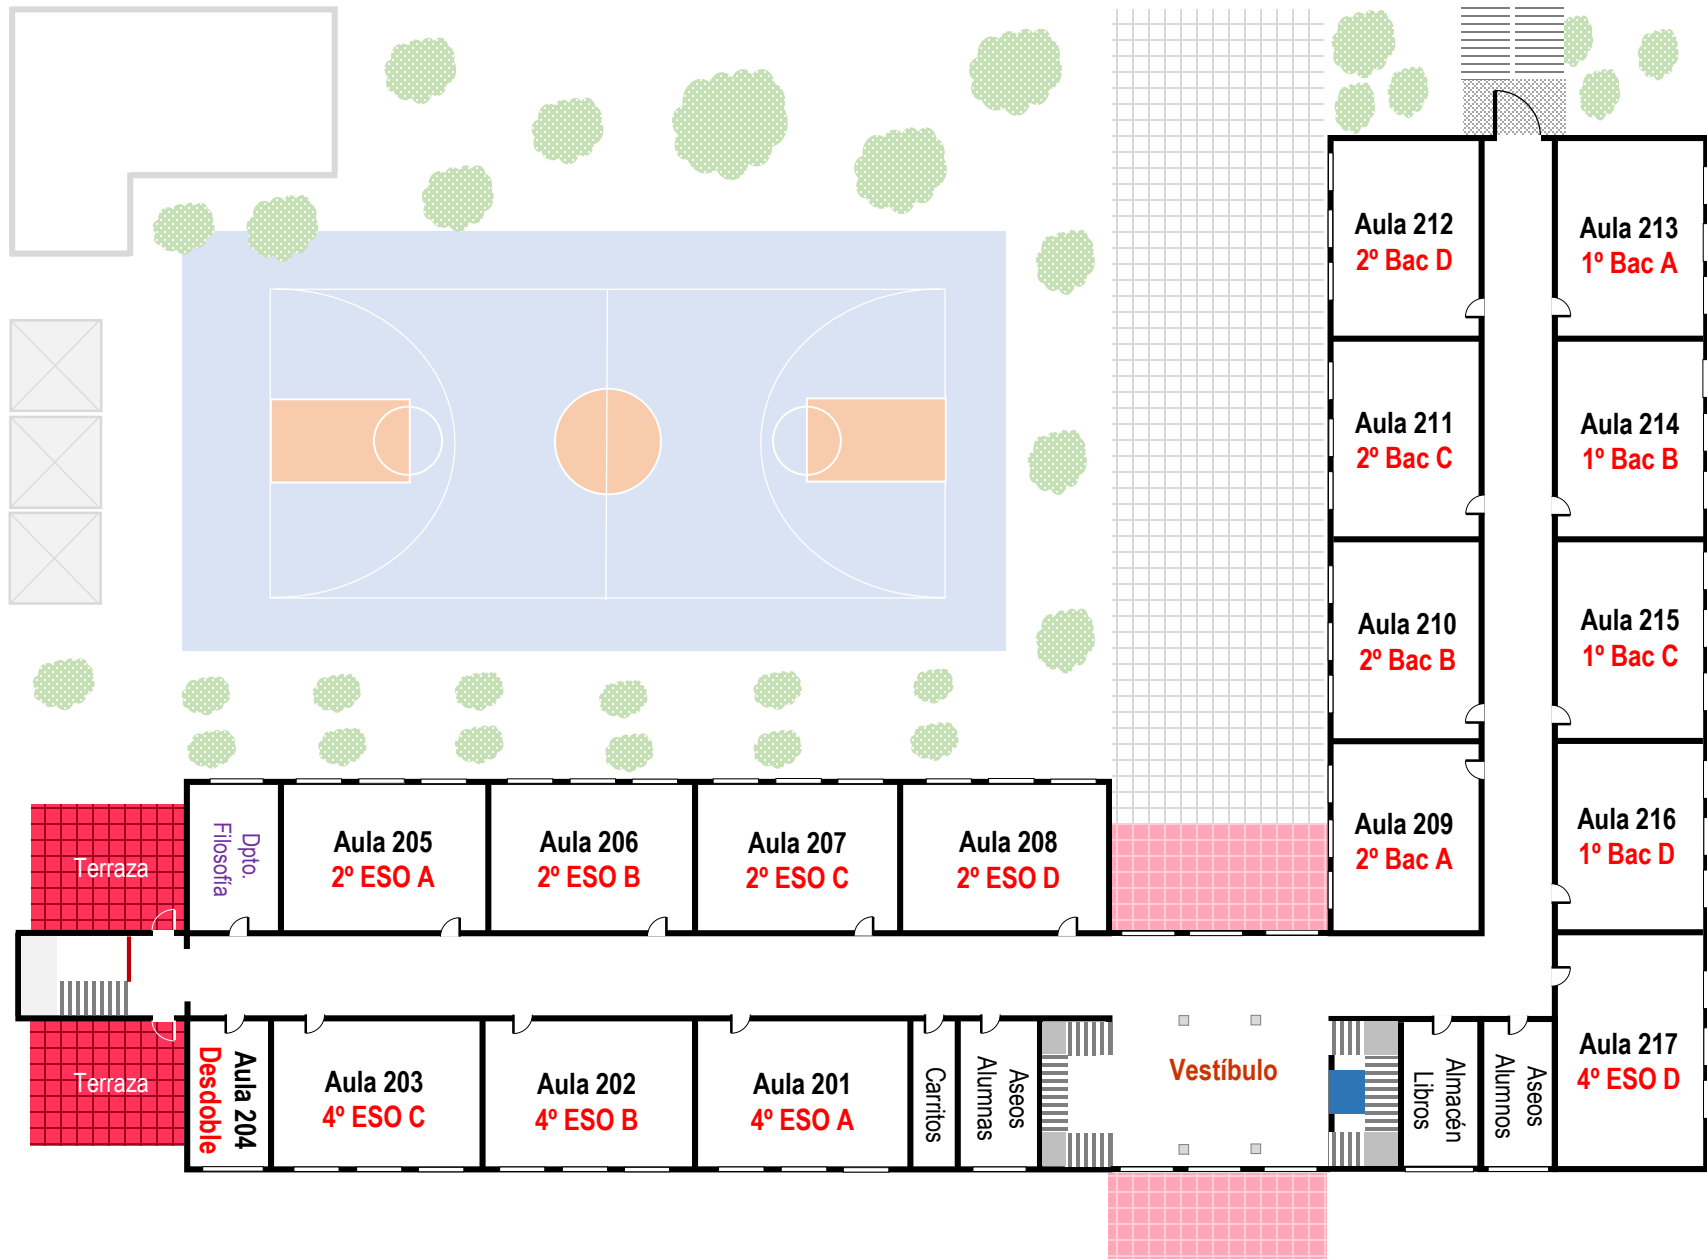 Aula 212
2º Bac D
Aula 213
1º Bac A
Aula 211
2º Bac C
Aula 214
1º Bac B
Aula 210
2º Bac B
Aula 215
1º Bac C
Aula 209
2º Bac A
Aula 216
1º Bac D
Terraza
Dpto.
Filosofía
Aula 205
2º ESO A
Aula 206
2º ESO B
Aula 207
2º ESO C
Aula 208
2º ESO D
Terraza
Aula 204
Desdoble
Aula 203
4º ESO C
Aula 202
4º ESO B
Aula 201
4º ESO A
Carritos
Aseos
Alumnas
Vestíbulo
Almacén
Libros
Aseos
Alumnos
Aula 217
4º ESO D